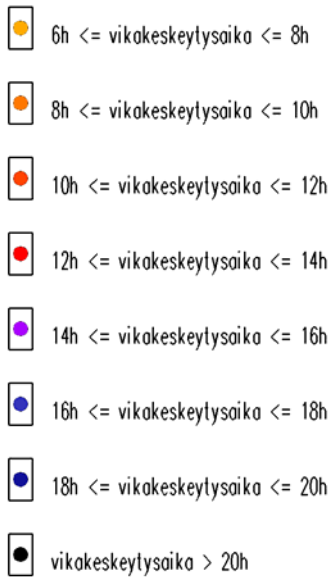 6h <= vikakeskeytysaika <= 8h
8h <= vikakeskeytysaika <= 10h
10h <= vikakeskeytysaika <= 12h
12h <= vikakeskeytysaika <= 14h
14h <= vikakeskeytysaika <= 16h
16h <= vikakeskeytysaika <= 18h
18h <= vikakeskeytysaika <= 20h
vikakeskeytysaika > 20h